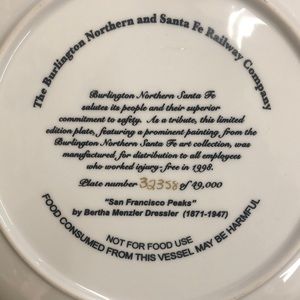 The Burlington Northern and Santa Fe Railway Company
Burlington Northern Santa Fe
salutes its people and their superior
commitment to safety. As a tribute, this limited
edition plate, featuring a prominent painting from the
Burlington Northern Santa Fe art collection, was
manufactured for distribution to all employees
who worked injury-free in 1998.
Plate number 32358 of 49,000
"San Francisco Peaks"
by Bertha Menzler Dressler (1871-1947)
NOT FOR FOOD USE
FOOD CONSUMED FROM THIS VESSEL MAY BE HARMFUL